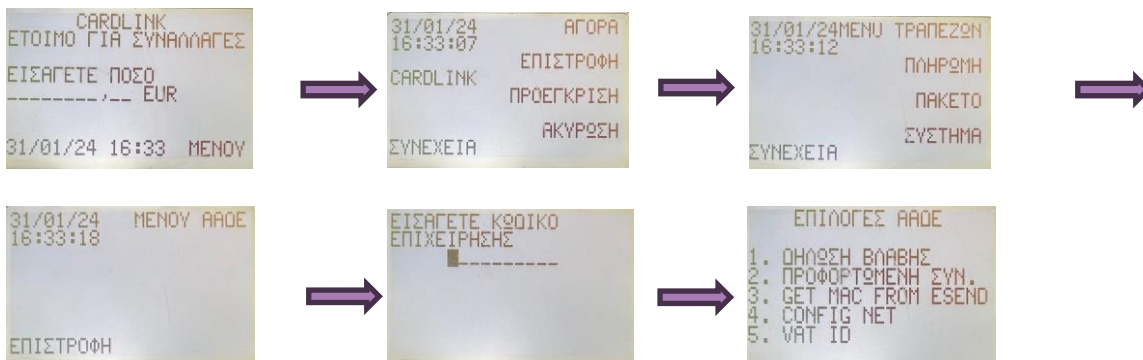 CARDLINK
ΕΤΟΙΜΟ ΓΙΑ ΣΥΝΑΛΛΑΓΕΣ
ΕΙΣΑΓΕΤΕ ΠΟΣΟ
________,__ EUR
31/01/24 16:33 ΜΕΝΟΥ
31/01/24 ΑΓΟΡΑ
16:33:07
ΕΠΙΣΤΡΟΦΗ
CARDLINK
ΠΡΟΕΓΚΡΙΣΗ
ΑΚΥΡΩΣΗ
ΣΥΝΕΧΕΙΑ
31/01/24MENU ΤΡΑΠΕΖΩΝ
16:33:12
ΠΛΗΡΩΜΗ
ΠΑΚΕΤΟ
ΣΥΣΤΗΜΑ
ΣΥΝΕΧΕΙΑ
31/01/24 ΜΕΝΟΥ ΑΑΔΕ
16:33:18
ΕΠΙΣΤΡΟΦΗ
ΕΙΣΑΓΕΤΕ ΚΩΔΙΚΟ
ΕΠΙΧΕΙΡΗΣΗΣ
_________
ΕΠΙΛΟΓΕΣ ΑΑΔΕ
1. ΔΗΛΩΣΗ ΒΛΑΒΗΣ
2. ΠΡΟΦΟΡΤΩΜΕΝΗ ΣΥΝ.
3. GET MAC FROM ESEND
4. CONFIG NET
5. VAT ID